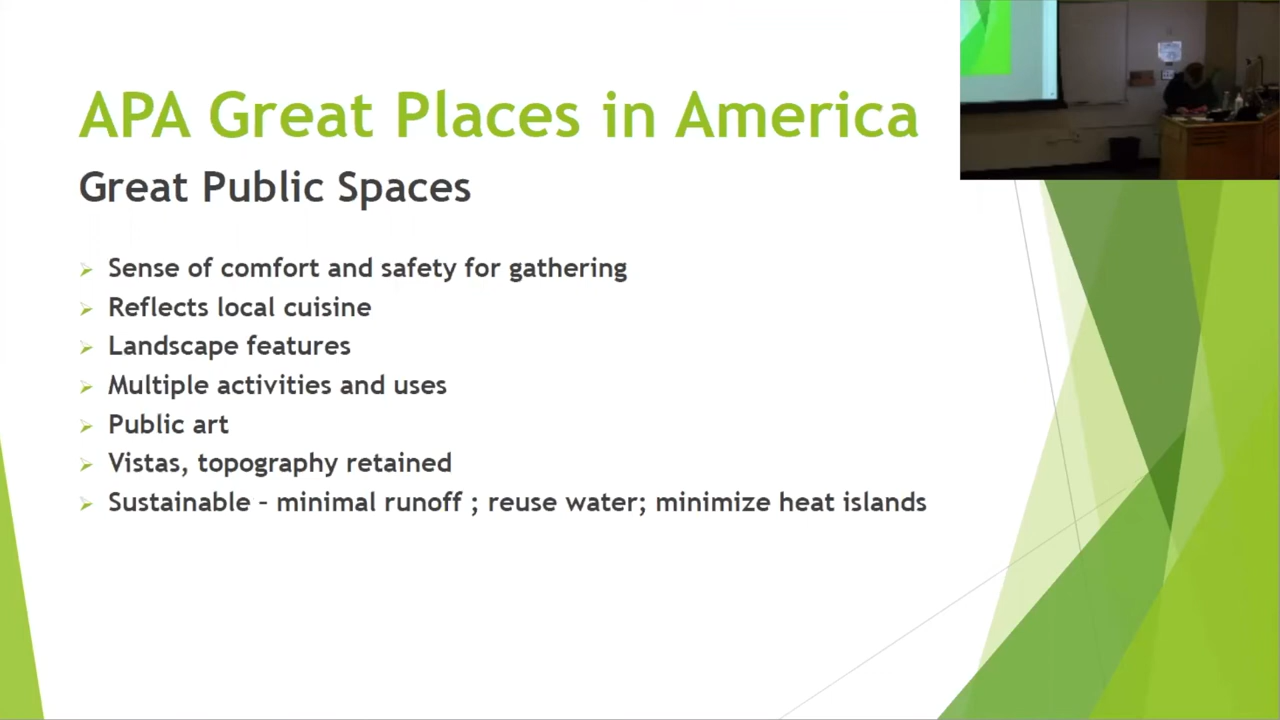 APA Great Places in America
Great Public Spaces
Sense of comfort and safety for gathering
Reflects local cuisine
Landscape features
Multiple activities and uses
Public art
Vistas, topography retained
Sustainable – minimal runoff ; reuse water; minimize heat islands